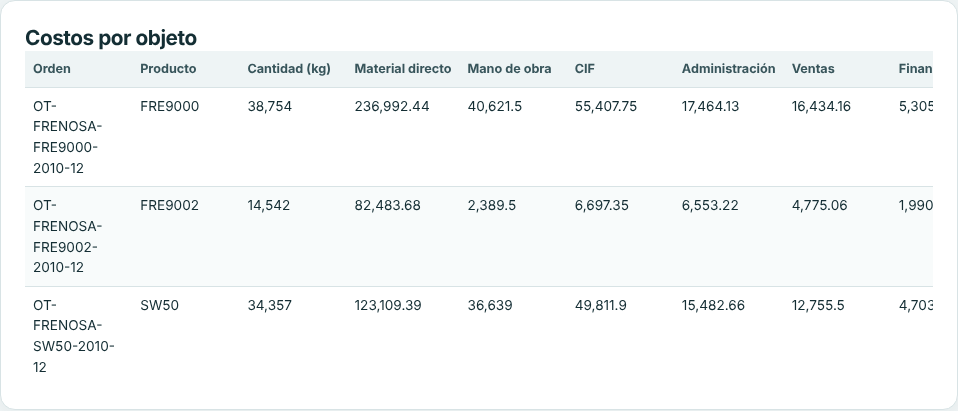 Costos por objeto
Orden Producto Cantidad (kg) Material directo Mano de obra CIF Administración Ventas Finan
OT- FRE9000 38,754 236,992.44 40,621.5 55,407.75 17,464.13 16,434.16 5,305
FRENOSA-
FRE9000-
2010-12
OT- FRE9002 14,542 82,483.68 2,389.5 6,697.35 6,553.22 4,775.06 1,990
FRENOSA-
FRE9002-
2010-12
OT- SW50 34,357 123,109.39 36,639 49,811.9 15,482.66 12,755.5 4,703
FRENOSA-
SW50-2010-
12